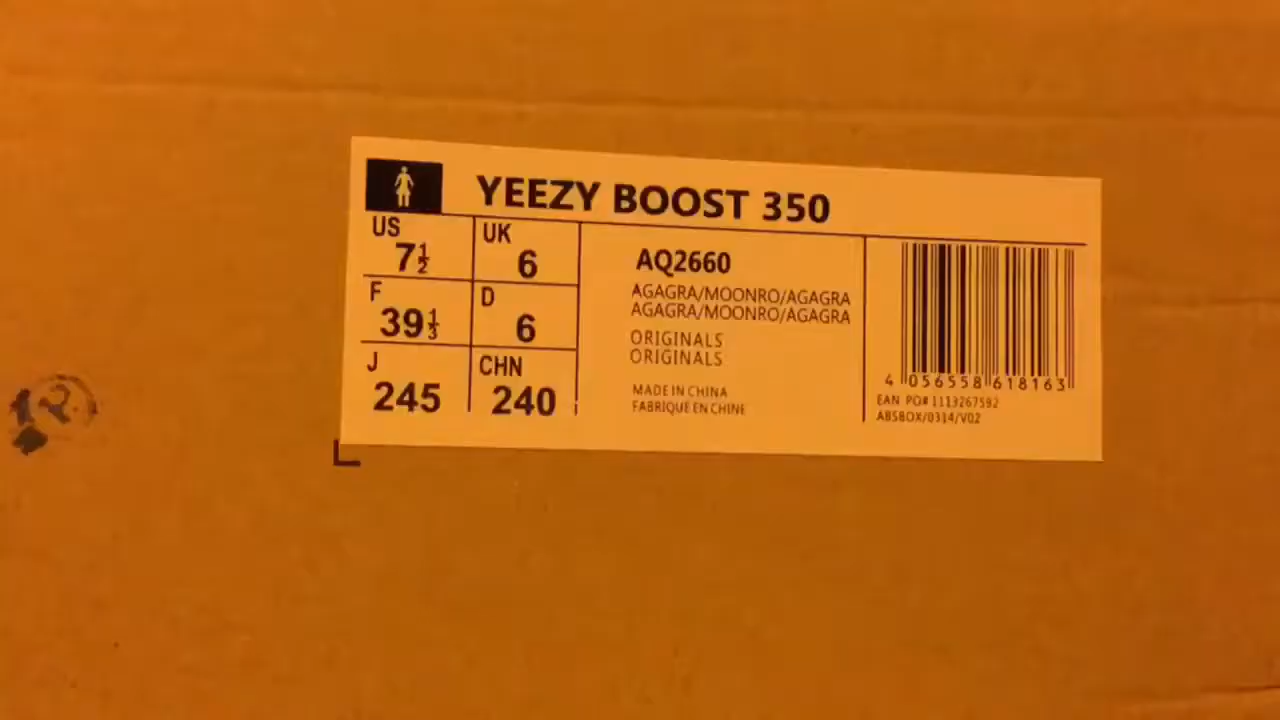 YEEZY BOOST 350
US UK
7½ 6
F D
39⅓ 6
J CHN
245 240
AQ2660
AGAGRA/MOONRO/AGAGRA
AGAGRA/MOONRO/AGAGRA
ORIGINALS
ORIGINALS
MADE IN CHINA
FABRIQUE EN CHINE
4 056558 618163
EAN PO# 1113267592
ABSBOX/0314/V02